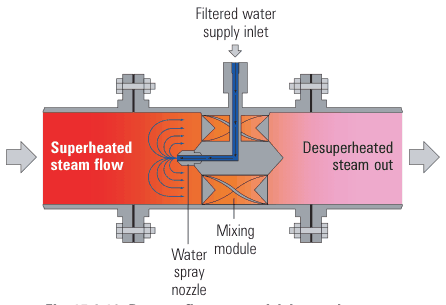 Filtered water
supply inlet
Superheated
steam flow
Desuperheated
steam out
Mixing
module
Water
spray
nozzle